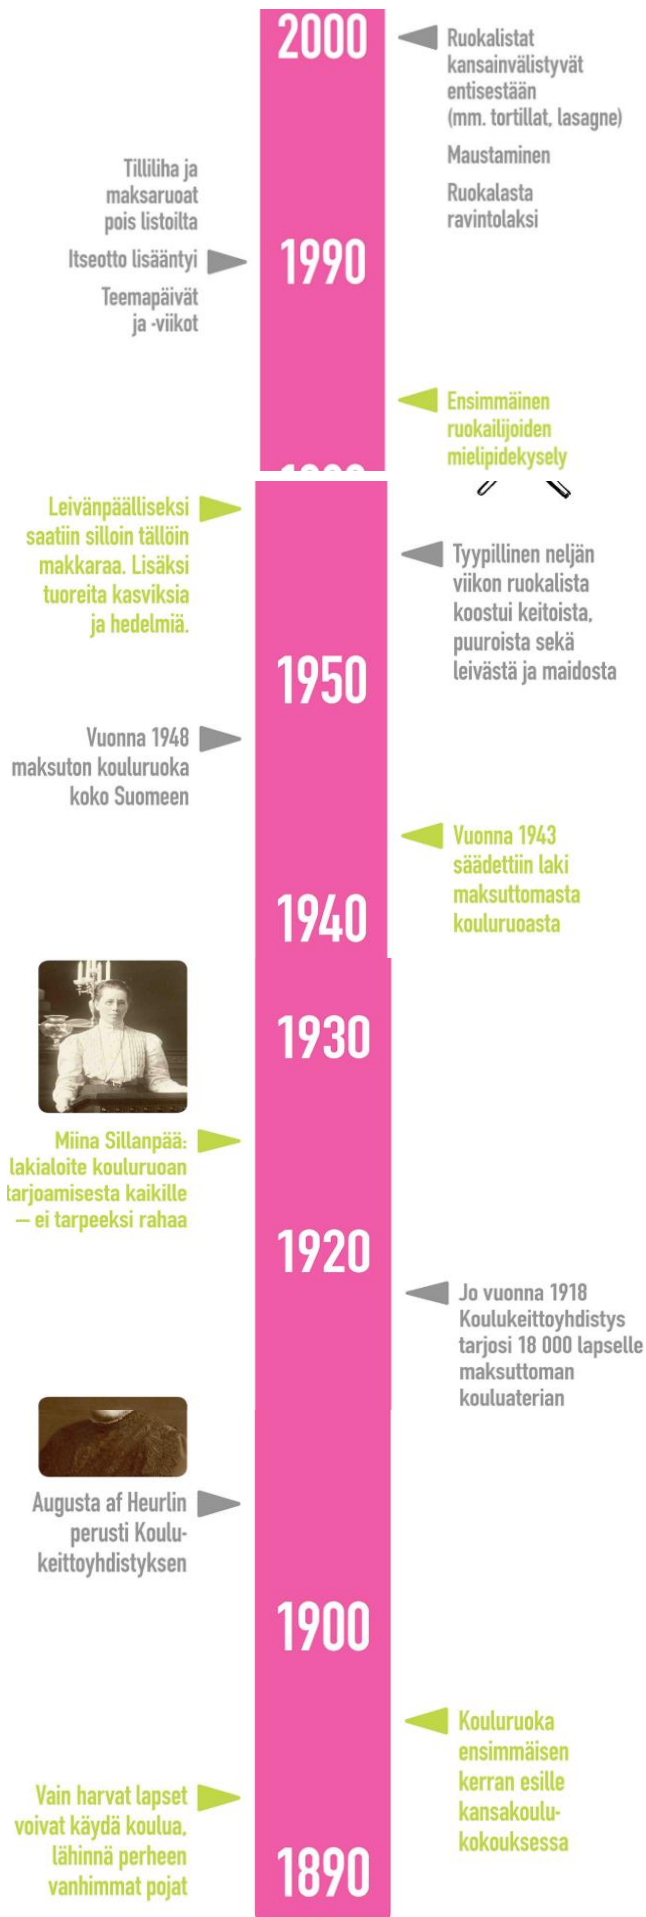 2000
Ruokalistat
kansainvälistyvät
entisestään
(mm. tortillat, lasagne)
Maustaminen
Ruokalasta
ravintolaksi
Tilliliha ja
maksaruoat
pois listoilta
Itseotto lisääntyi
Teemapäivät
ja -viikot
1990
Ensimmäinen
ruokailijoiden
mielipidekysely
Leivänpäälliseksi
saatiin silloin tällöin
makkaraa. Lisäksi
tuoreita kasviksia
ja hedelmiä.
Tyypillinen neljän
viikon ruokalista
koostui keitoista,
puuroista sekä
leivästä ja maidosta
1950
Vuonna 1948
maksuton kouluruoka
koko Suomeen
Vuonna 1943
säädettiin laki
maksuttomasta
kouluruoasta
1940
1930
Miina Sillanpää:
lakialoite kouluruoan
tarjoamisesta kaikille
– ei tarpeeksi rahaa
1920
Jo vuonna 1918
Koulukeittoyhdistys
tarjosi 18 000 lapselle
maksuttoman
kouluaterian
Augusta af Heurlin
perusti Koulu-
keittoyhdistyksen
1900
Kouluruoka
ensimmäisen
kerran esille
kansakoulu-
kokouksessa
Vain harvat lapset
voivat käydä koulua,
lähinnä perheen
vanhimmat pojat
1890